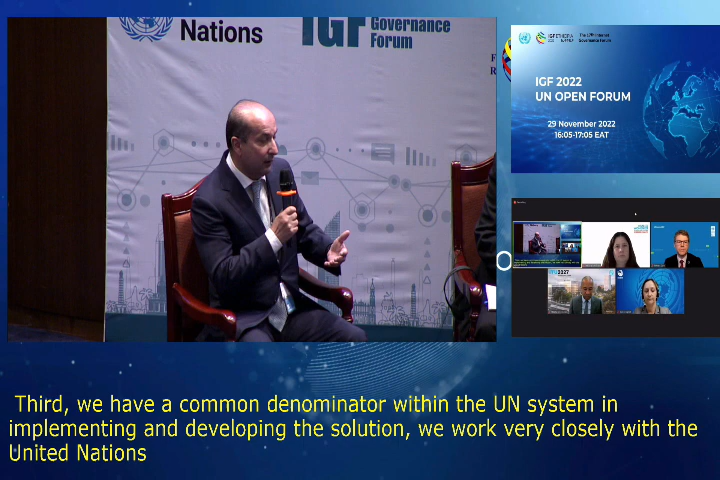 Nations
IGF Governance
Forum
F
R
IGF 2022
UN OPEN FORUM
29 November 2022
16:05-17:05 EAT
Third, we have a common denominator within the UN system in
implementing and developing the solution, we work very closely with the
United Nations